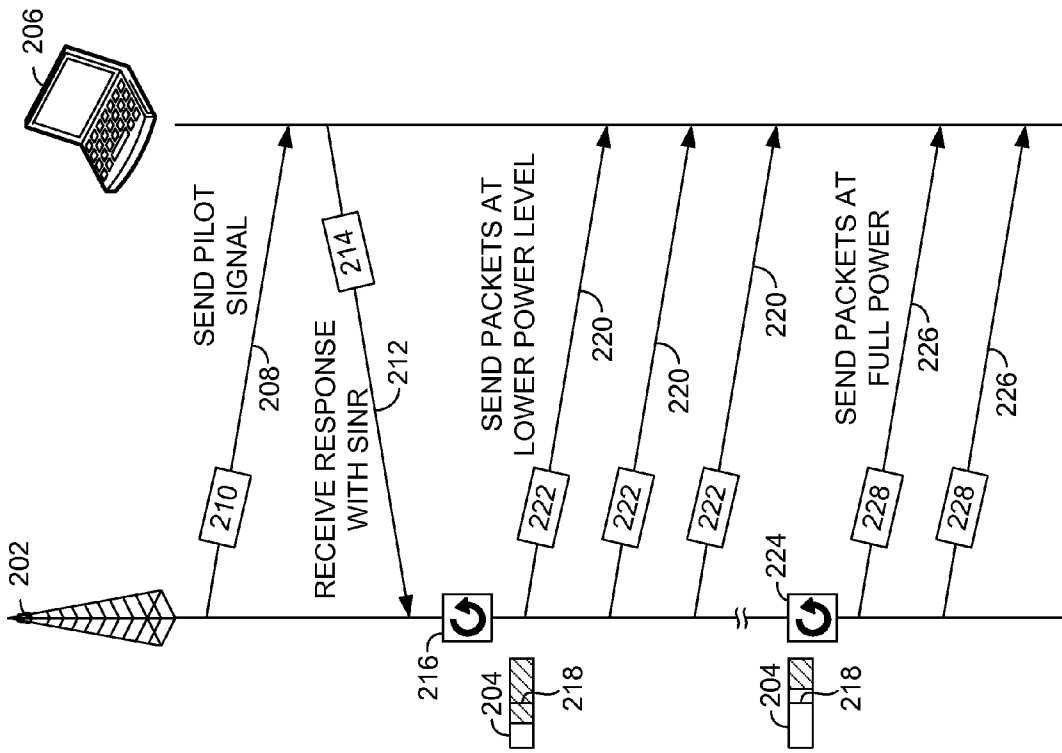 202
206
210
SEND PILOT
SIGNAL
208
214
RECEIVE RESPONSE
WITH SINR
212
216
204
218
222
SEND PACKETS AT
LOWER POWER LEVEL
220
222
220
222
220
224
204
218
228
SEND PACKETS AT
FULL POWER
226
228
226